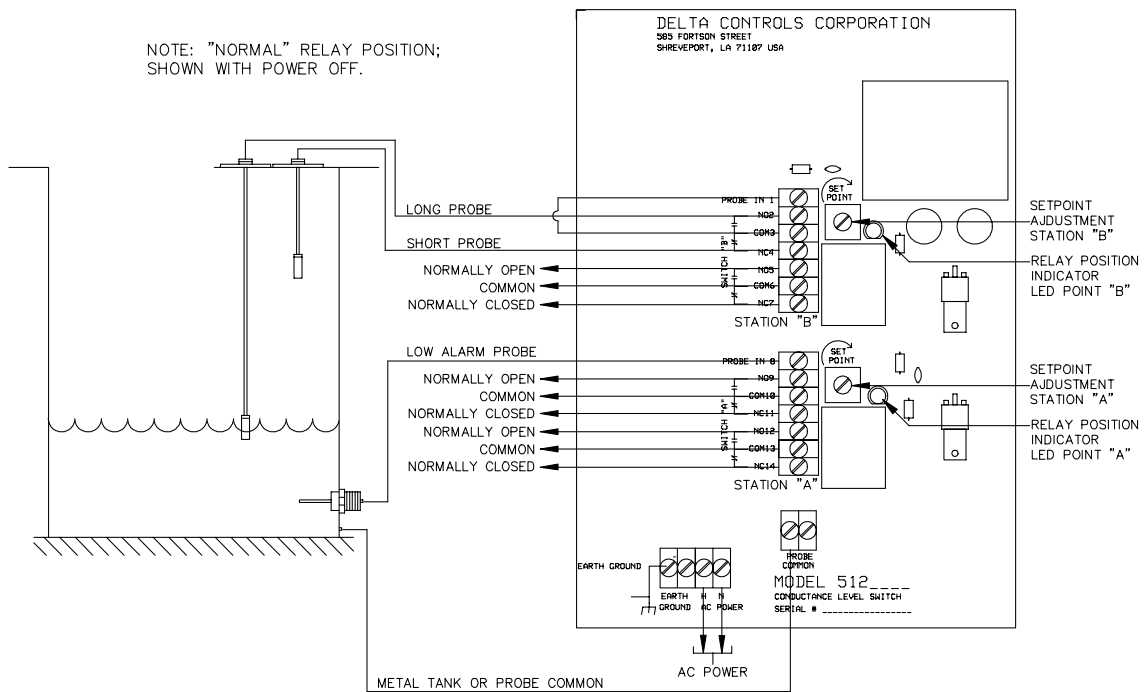 DELTA CONTROLS CORPORATION
585 FORTSON STREET
SHREVEPORT, LA 71107 USA
NOTE: "NORMAL" RELAY POSITION;
SHOWN WITH POWER OFF.
PROBE IN 1
SET
POINT
LONG PROBE
NO2
COM3
SHORT PROBE
NC4
SWITCH "B"
NORMALLY OPEN
NO5
COMMON
COM6
NORMALLY CLOSED
NC7
STATION "B"
SETPOINT
AJDUSTMENT
STATION "B"
RELAY POSITION
INDICATOR
LED POINT "B"
LOW ALARM PROBE
PROBE IN 8
SET
POINT
NORMALLY OPEN
NO9
COMMON
COM10
NORMALLY CLOSED
NC11
SWITCH "A"
NORMALLY OPEN
NO12
COMMON
COM13
NORMALLY CLOSED
NC14
STATION "A"
SETPOINT
AJDUSTMENT
STATION "A"
RELAY POSITION
INDICATOR
LED POINT "A"
EARTH GROUND
EARTH
GROUND
H N
AC POWER
PROBE
COMMON
MODEL 512____
CONDUCTANCE LEVEL SWITCH
SERIAL # _________________
AC POWER
METAL TANK OR PROBE COMMON